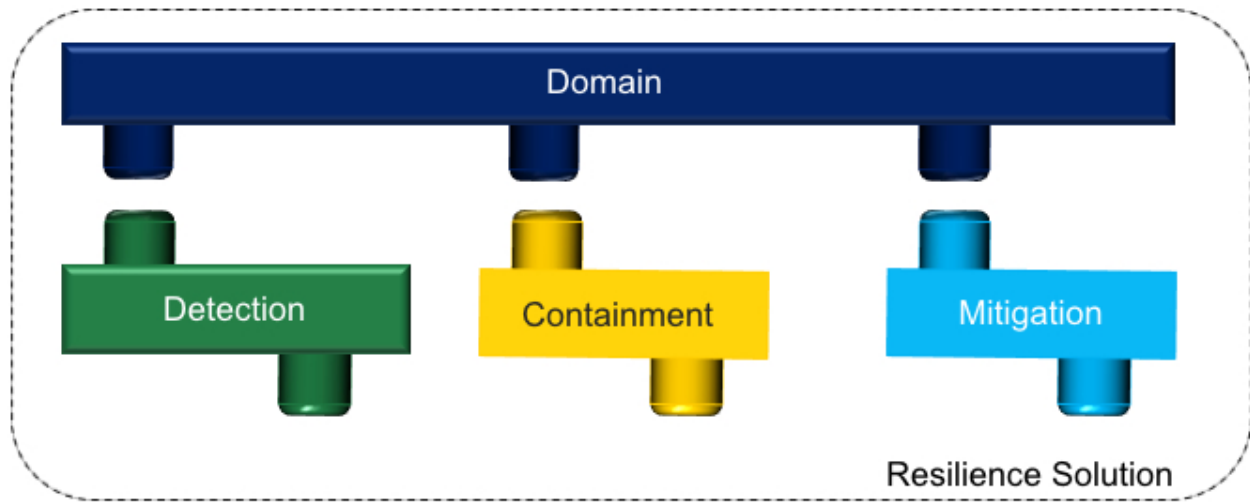 Domain
Detection
Containment
Mitigation
Resilience Solution